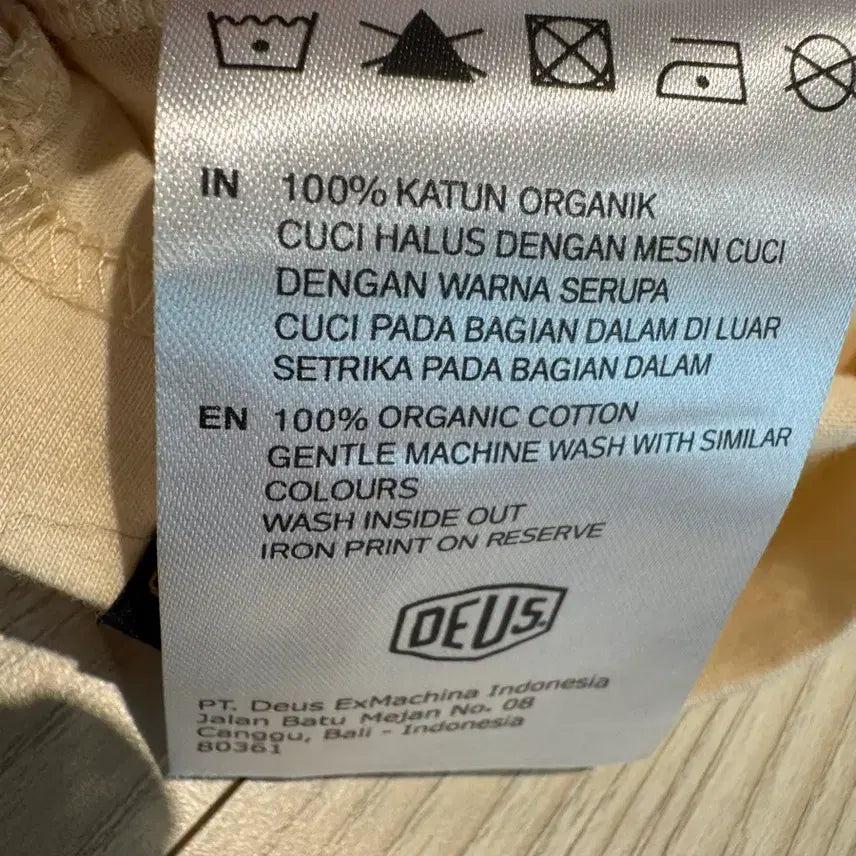 IN 100% KATUN ORGANIK
CUCI HALUS DENGAN MESIN CUCI
DENGAN WARNA SERUPA
CUCI PADA BAGIAN DALAM DI LUAR
SETRIKA PADA BAGIAN DALAM
EN 100% ORGANIC COTTON
GENTLE MACHINE WASH WITH SIMILAR
COLOURS
WASH INSIDE OUT
IRON PRINT ON RESERVE
DEUS
PT. Deus ExMachina Indonesia
Jalan Batu Mejan No. 08
Canggu, Bali - Indonesia
80361